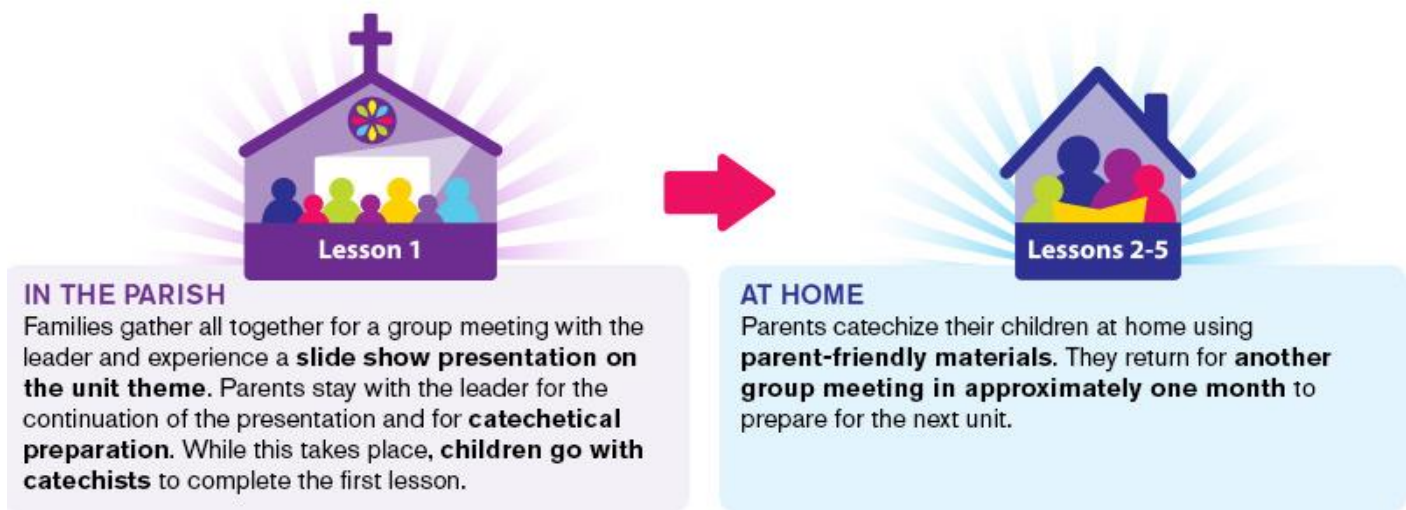 Lesson 1
IN THE PARISH
Families gather all together for a group meeting with the
leader and experience a slide show presentation on
the unit theme. Parents stay with the leader for the
continuation of the presentation and for catechetical
preparation. While this takes place, children go with
catechists to complete the first lesson.
Lessons 2-5
AT HOME
Parents catechize their children at home using
parent-friendly materials. They return for another
group meeting in approximately one month to
prepare for the next unit.